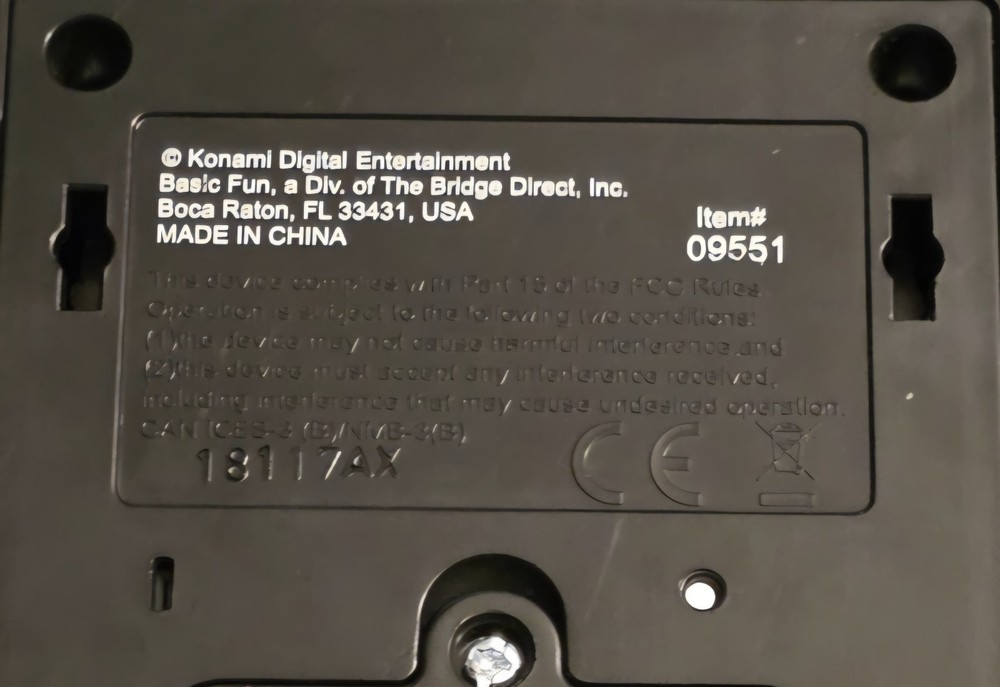 © Konami Digital Entertainment
Basic Fun, a Div. of The Bridge Direct, Inc.
Boca Raton, FL 33431, USA
MADE IN CHINA
Item#
09551
This device complies with Part 15 of the FCC Rules.
Operation is subject to the following two conditions:
(1)this device may not cause harmful interference and
(2)this device must accept any interference received,
including interference that may cause undesired operation.
CAN ICES-3 (B)/NMB-3(B)
18117AX
CE